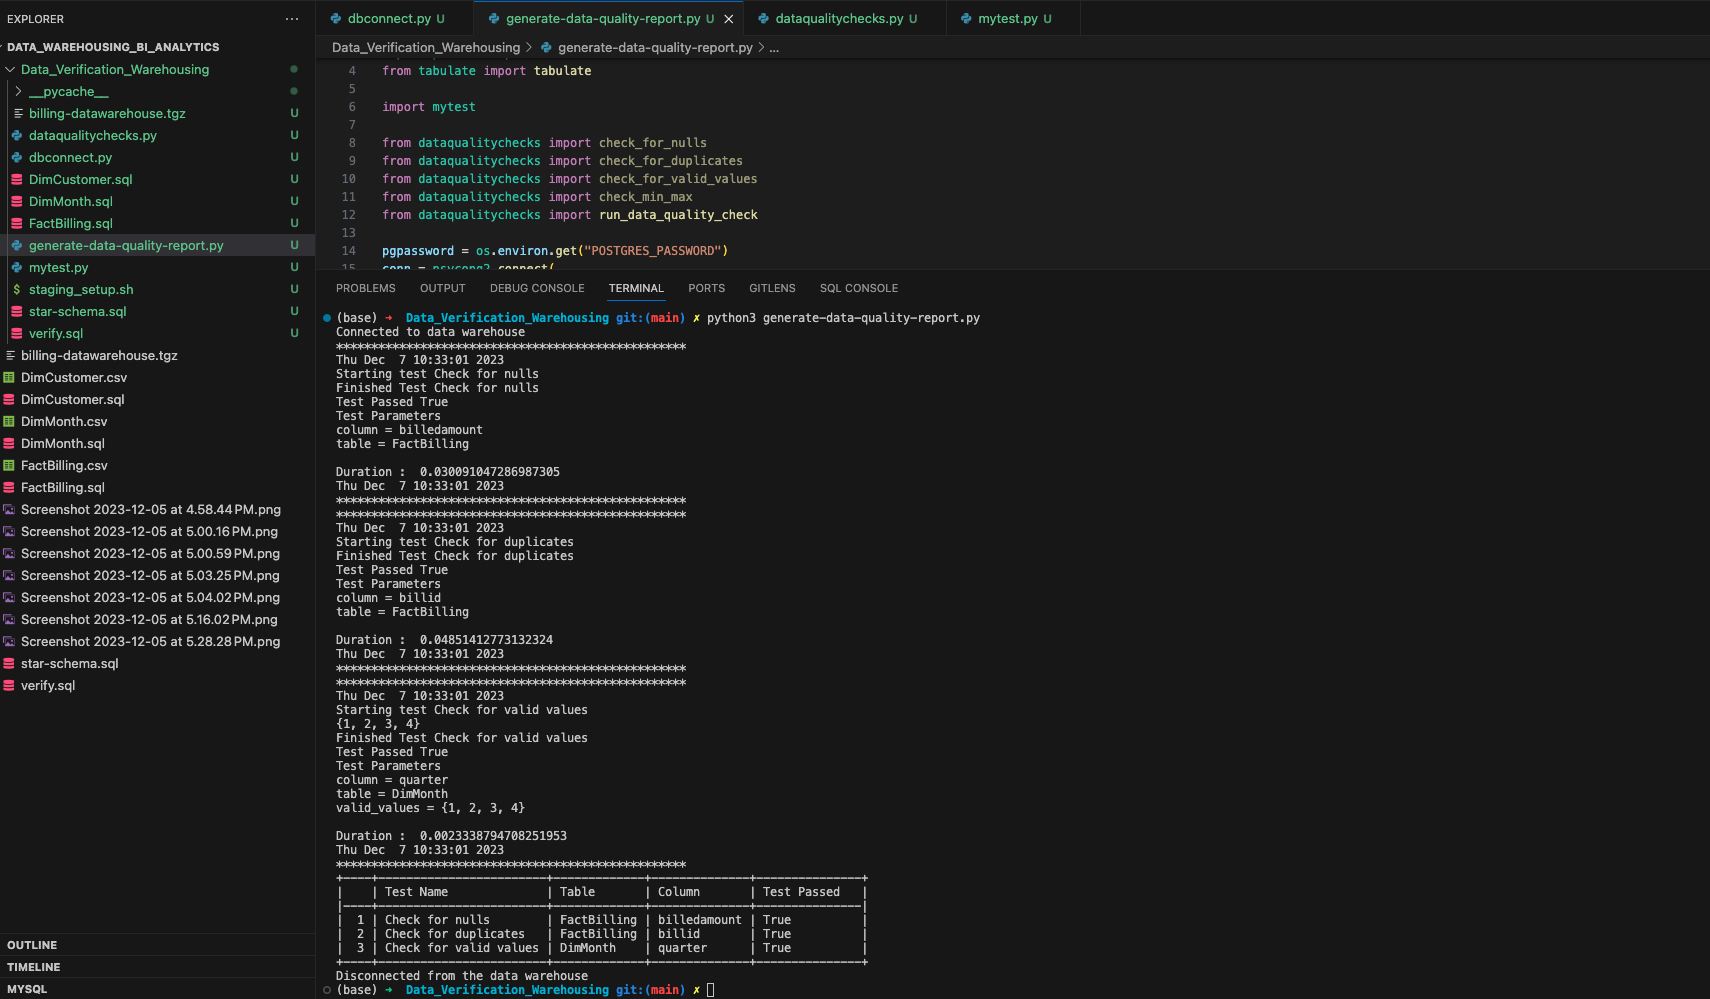 EXPLORER
...
DATA_WAREHOUSING_BI_ANALYTICS
Data_Verification_Warehousing
__pycache__
billing-datawarehouse.tgz U
dataqualitychecks.py U
dbconnect.py U
DimCustomer.sql U
DimMonth.sql U
FactBilling.sql U
generate-data-quality-report.py U
mytest.py U
$ staging_setup.sh U
star-schema.sql U
verify.sql U
billing-datawarehouse.tgz
DimCustomer.csv
DimCustomer.sql
DimMonth.csv
DimMonth.sql
FactBilling.csv
FactBilling.sql
Screenshot 2023-12-05 at 4.58.44 PM.png
Screenshot 2023-12-05 at 5.00.16 PM.png
Screenshot 2023-12-05 at 5.00.59 PM.png
Screenshot 2023-12-05 at 5.03.25 PM.png
Screenshot 2023-12-05 at 5.04.02 PM.png
Screenshot 2023-12-05 at 5.16.02 PM.png
Screenshot 2023-12-05 at 5.28.28 PM.png
star-schema.sql
verify.sql
OUTLINE
TIMELINE
MYSQL
dbconnect.py U generate-data-quality-report.py U × dataqualitychecks.py U mytest.py U
Data_Verification_Warehousing > generate-data-quality-report.py > ...
4 from tabulate import tabulate
5
6 import mytest
7
8 from dataqualitychecks import check_for_nulls
9 from dataqualitychecks import check_for_duplicates
10 from dataqualitychecks import check_for_valid_values
11 from dataqualitychecks import check_min_max
12 from dataqualitychecks import run_data_quality_check
13
14 pgpassword = os.environ.get("POSTGRES_PASSWORD")
15 conn = psycopg2.connect(
PROBLEMS OUTPUT DEBUG CONSOLE TERMINAL PORTS GITLENS SQL CONSOLE
(base) → Data_Verification_Warehousing git:(main) ✗ python3 generate-data-quality-report.py
Connected to data warehouse
**************************************************
Thu Dec  7 10:33:01 2023
Starting test Check for nulls
Finished Test Check for nulls
Test Passed True
Test Parameters
column = billedamount
table = FactBilling
Duration :  0.030091047286987305
Thu Dec  7 10:33:01 2023
**************************************************
**************************************************
Thu Dec  7 10:33:01 2023
Starting test Check for duplicates
Finished Test Check for duplicates
Test Passed True
Test Parameters
column = billid
table = FactBilling
Duration :  0.04851412773132324
Thu Dec  7 10:33:01 2023
**************************************************
**************************************************
Thu Dec  7 10:33:01 2023
Starting test Check for valid values
{1, 2, 3, 4}
Finished Test Check for valid values
Test Passed True
Test Parameters
column = quarter
table = DimMonth
valid_values = {1, 2, 3, 4}
Duration :  0.0023338794708251953
Thu Dec  7 10:33:01 2023
**************************************************
+----+------------------------+-------------+--------------+---------------+
|    | Test Name              | Table       | Column       | Test Passed   |
|----+------------------------+-------------+--------------+---------------|
|  1 | Check for nulls        | FactBilling | billedamount | True          |
|  2 | Check for duplicates   | FactBilling | billid       | True          |
|  3 | Check for valid values | DimMonth    | quarter      | True          |
+----+------------------------+-------------+--------------+---------------+
Disconnected from the data warehouse
(base) → Data_Verification_Warehousing git:(main) ✗